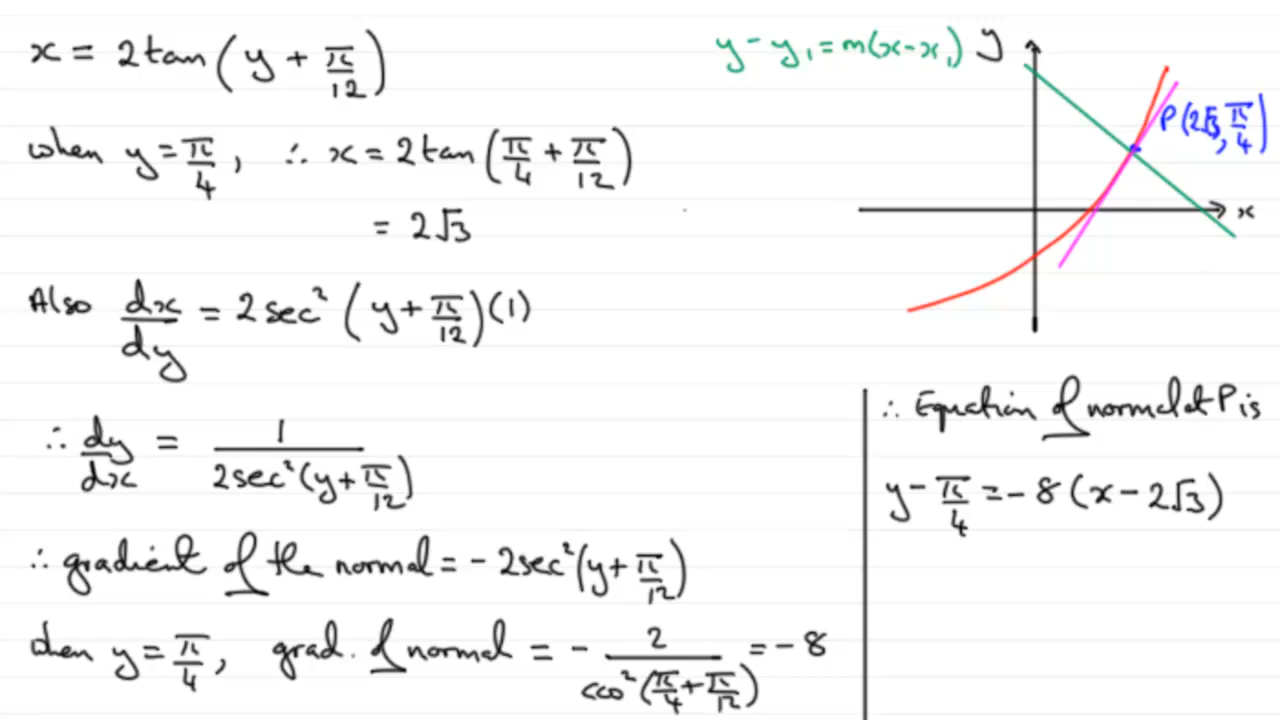 x = 2tan(y + π/12)
when y = π/4, ∴ x = 2tan(π/4 + π/12)
= 2√3
Also dx/dy = 2sec²(y + π/12)(1)
∴ dy/dx = 1/(2sec²(y + π/12))
∴ gradient of the normal = -2sec²(y + π/12)
when y = π/4, grad. of normal = -2/(cos²(π/4 + π/12)) = -8
y - y₁ = m(x - x₁)
y
P(2√3, π/4)
x
∴ Equation of normal at P is
y - π/4 = -8(x - 2√3)